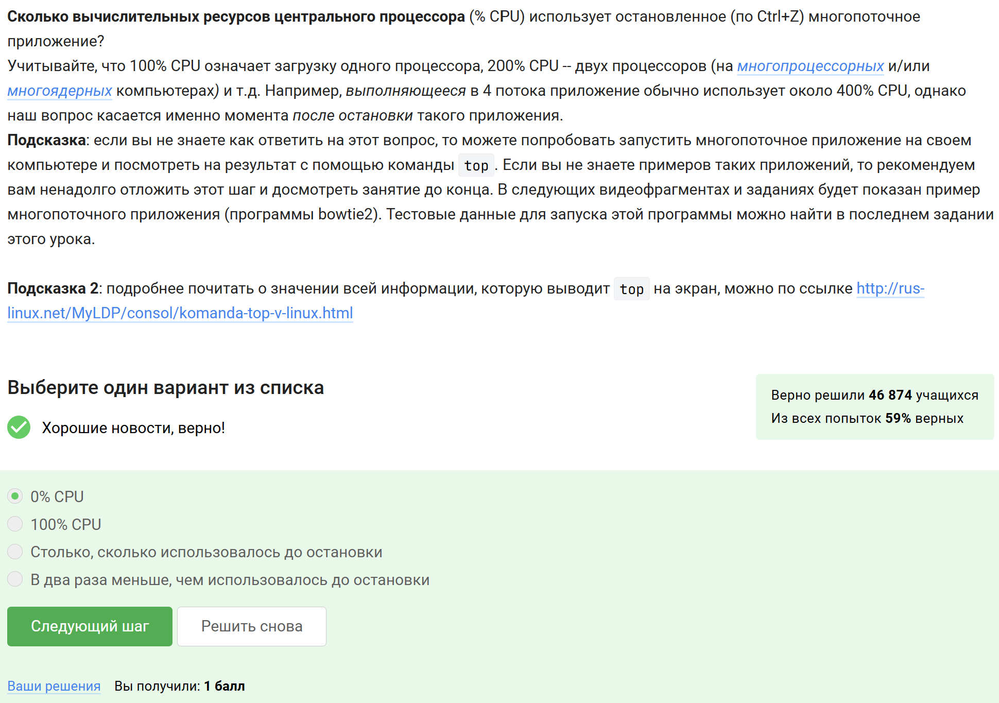 Сколько вычислительных ресурсов центрального процессора (% CPU) использует остановленное (по Ctrl+Z) многопоточное
приложение?
Учитывайте, что 100% CPU означает загрузку одного процессора, 200% CPU -- двух процессоров (на многопроцессорных и/или
многоядерных компьютерах) и т.д. Например, выполняющееся в 4 потока приложение обычно использует около 400% CPU, однако
наш вопрос касается именно момента после остановки такого приложения.
Подсказка: если вы не знаете как ответить на этот вопрос, то можете попробовать запустить многопоточное приложение на своем
компьютере и посмотреть на результат с помощью команды top. Если вы не знаете примеров таких приложений, то рекомендуем
вам ненадолго отложить этот шаг и досмотреть занятие до конца. В следующих видеофрагментах и заданиях будет показан пример
многопоточного приложения (программы bowtie2). Тестовые данные для запуска этой программы можно найти в последнем задании
этого урока.
Подсказка 2: подробнее почитать о значении всей информации, которую выводит top на экран, можно по ссылке http://rus-
linux.net/MyLDP/consol/komanda-top-v-linux.html
Выберите один вариант из списка
Верно решили 46 874 учащихся
Из всех попыток 59% верных
Хорошие новости, верно!
0% CPU
100% CPU
Столько, сколько использовалось до остановки
В два раза меньше, чем использовалось до остановки
Следующий шаг
Решить снова
Ваши решения
Вы получили: 1 балл